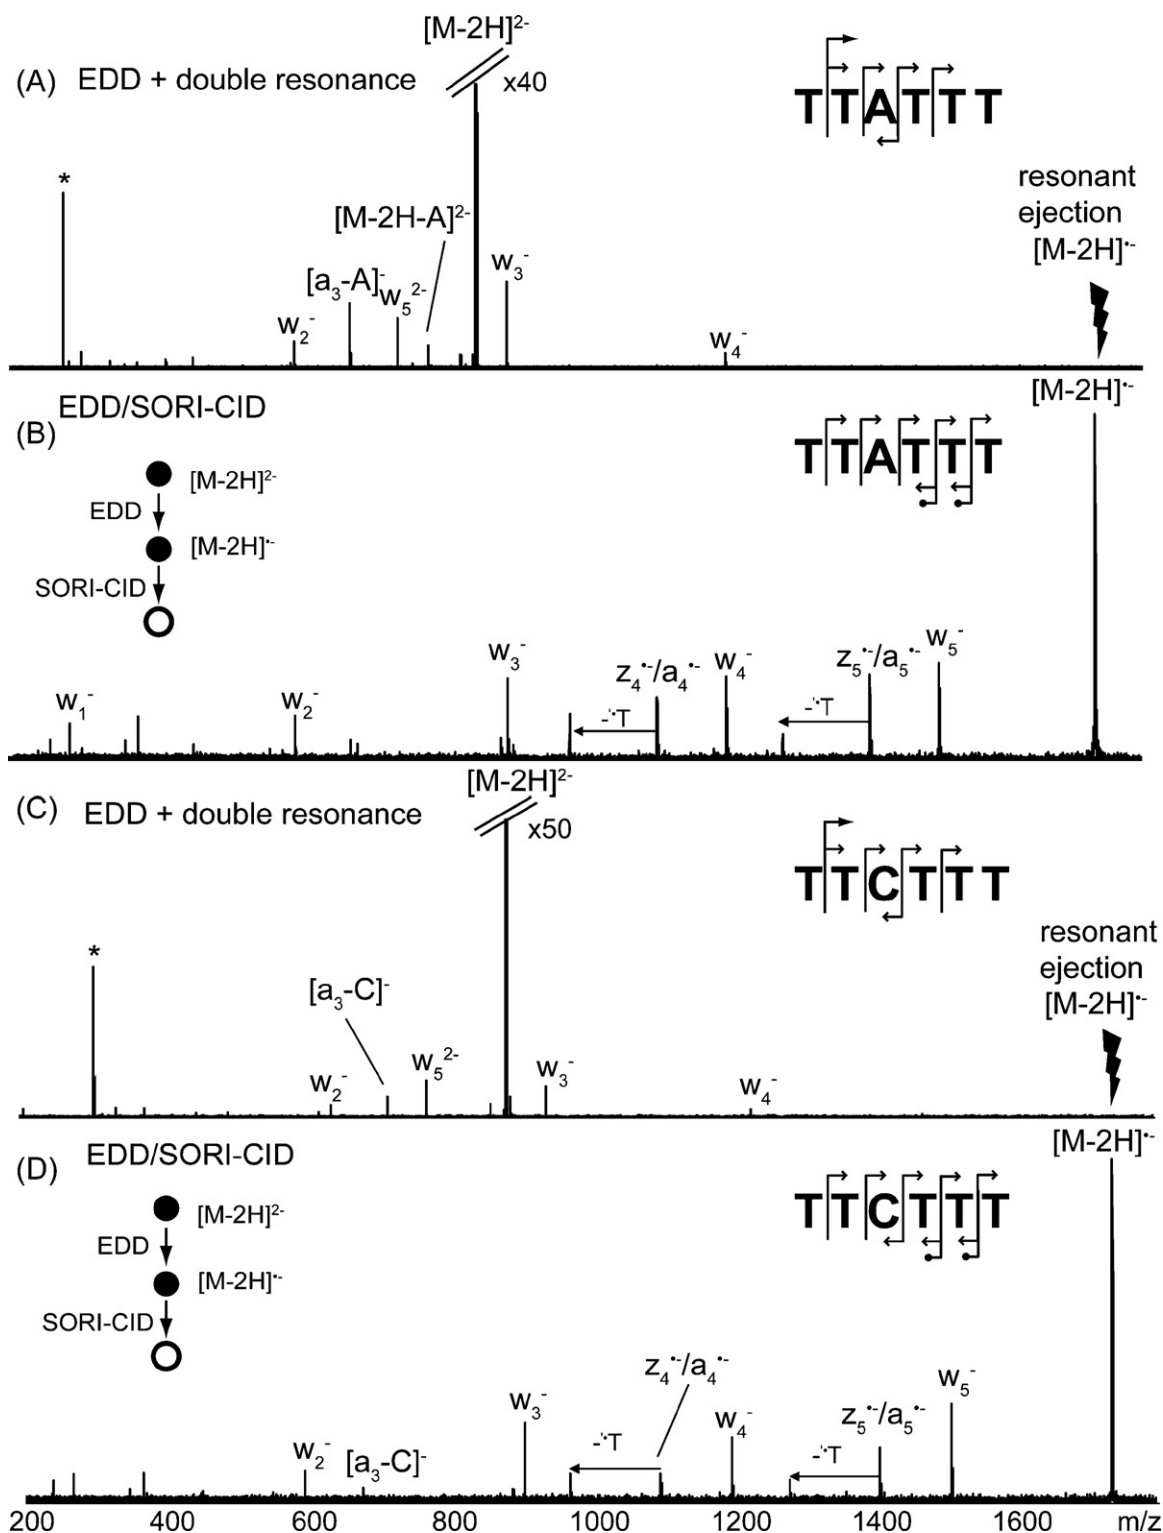 [M-2H]2-
(A) EDD + double resonance
x40
TTATTT
resonant
ejection
[M-2H]•-
*
[M-2H-A]2-
[a3-A]-
w5 2-
w3-
w2-
w4-
EDD/SORI-CID
(B)
[M-2H]•-
TTATTT
[M-2H]2-
EDD
[M-2H]•-
SORI-CID
w1-
w2-
w3-
z4•-/a4•-
-'•T
w4-
z5•-/a5•-
-'•T
w5-
[M-2H]2-
(C) EDD + double resonance
x50
TTCTTT
resonant
ejection
[M-2H]•-
*
[a3-C]-
w2-
w5 2-
w3-
w4-
EDD/SORI-CID
(D)
[M-2H]•-
TTCTTT
[M-2H]2-
EDD
[M-2H]•-
SORI-CID
w2-
[a3-C]-
w3-
-'•T
z4•-/a4•-
w4-
-'•T
z5•-/a5•-
w5-
200 400 600 800 1000 1200 1400 1600 m/z